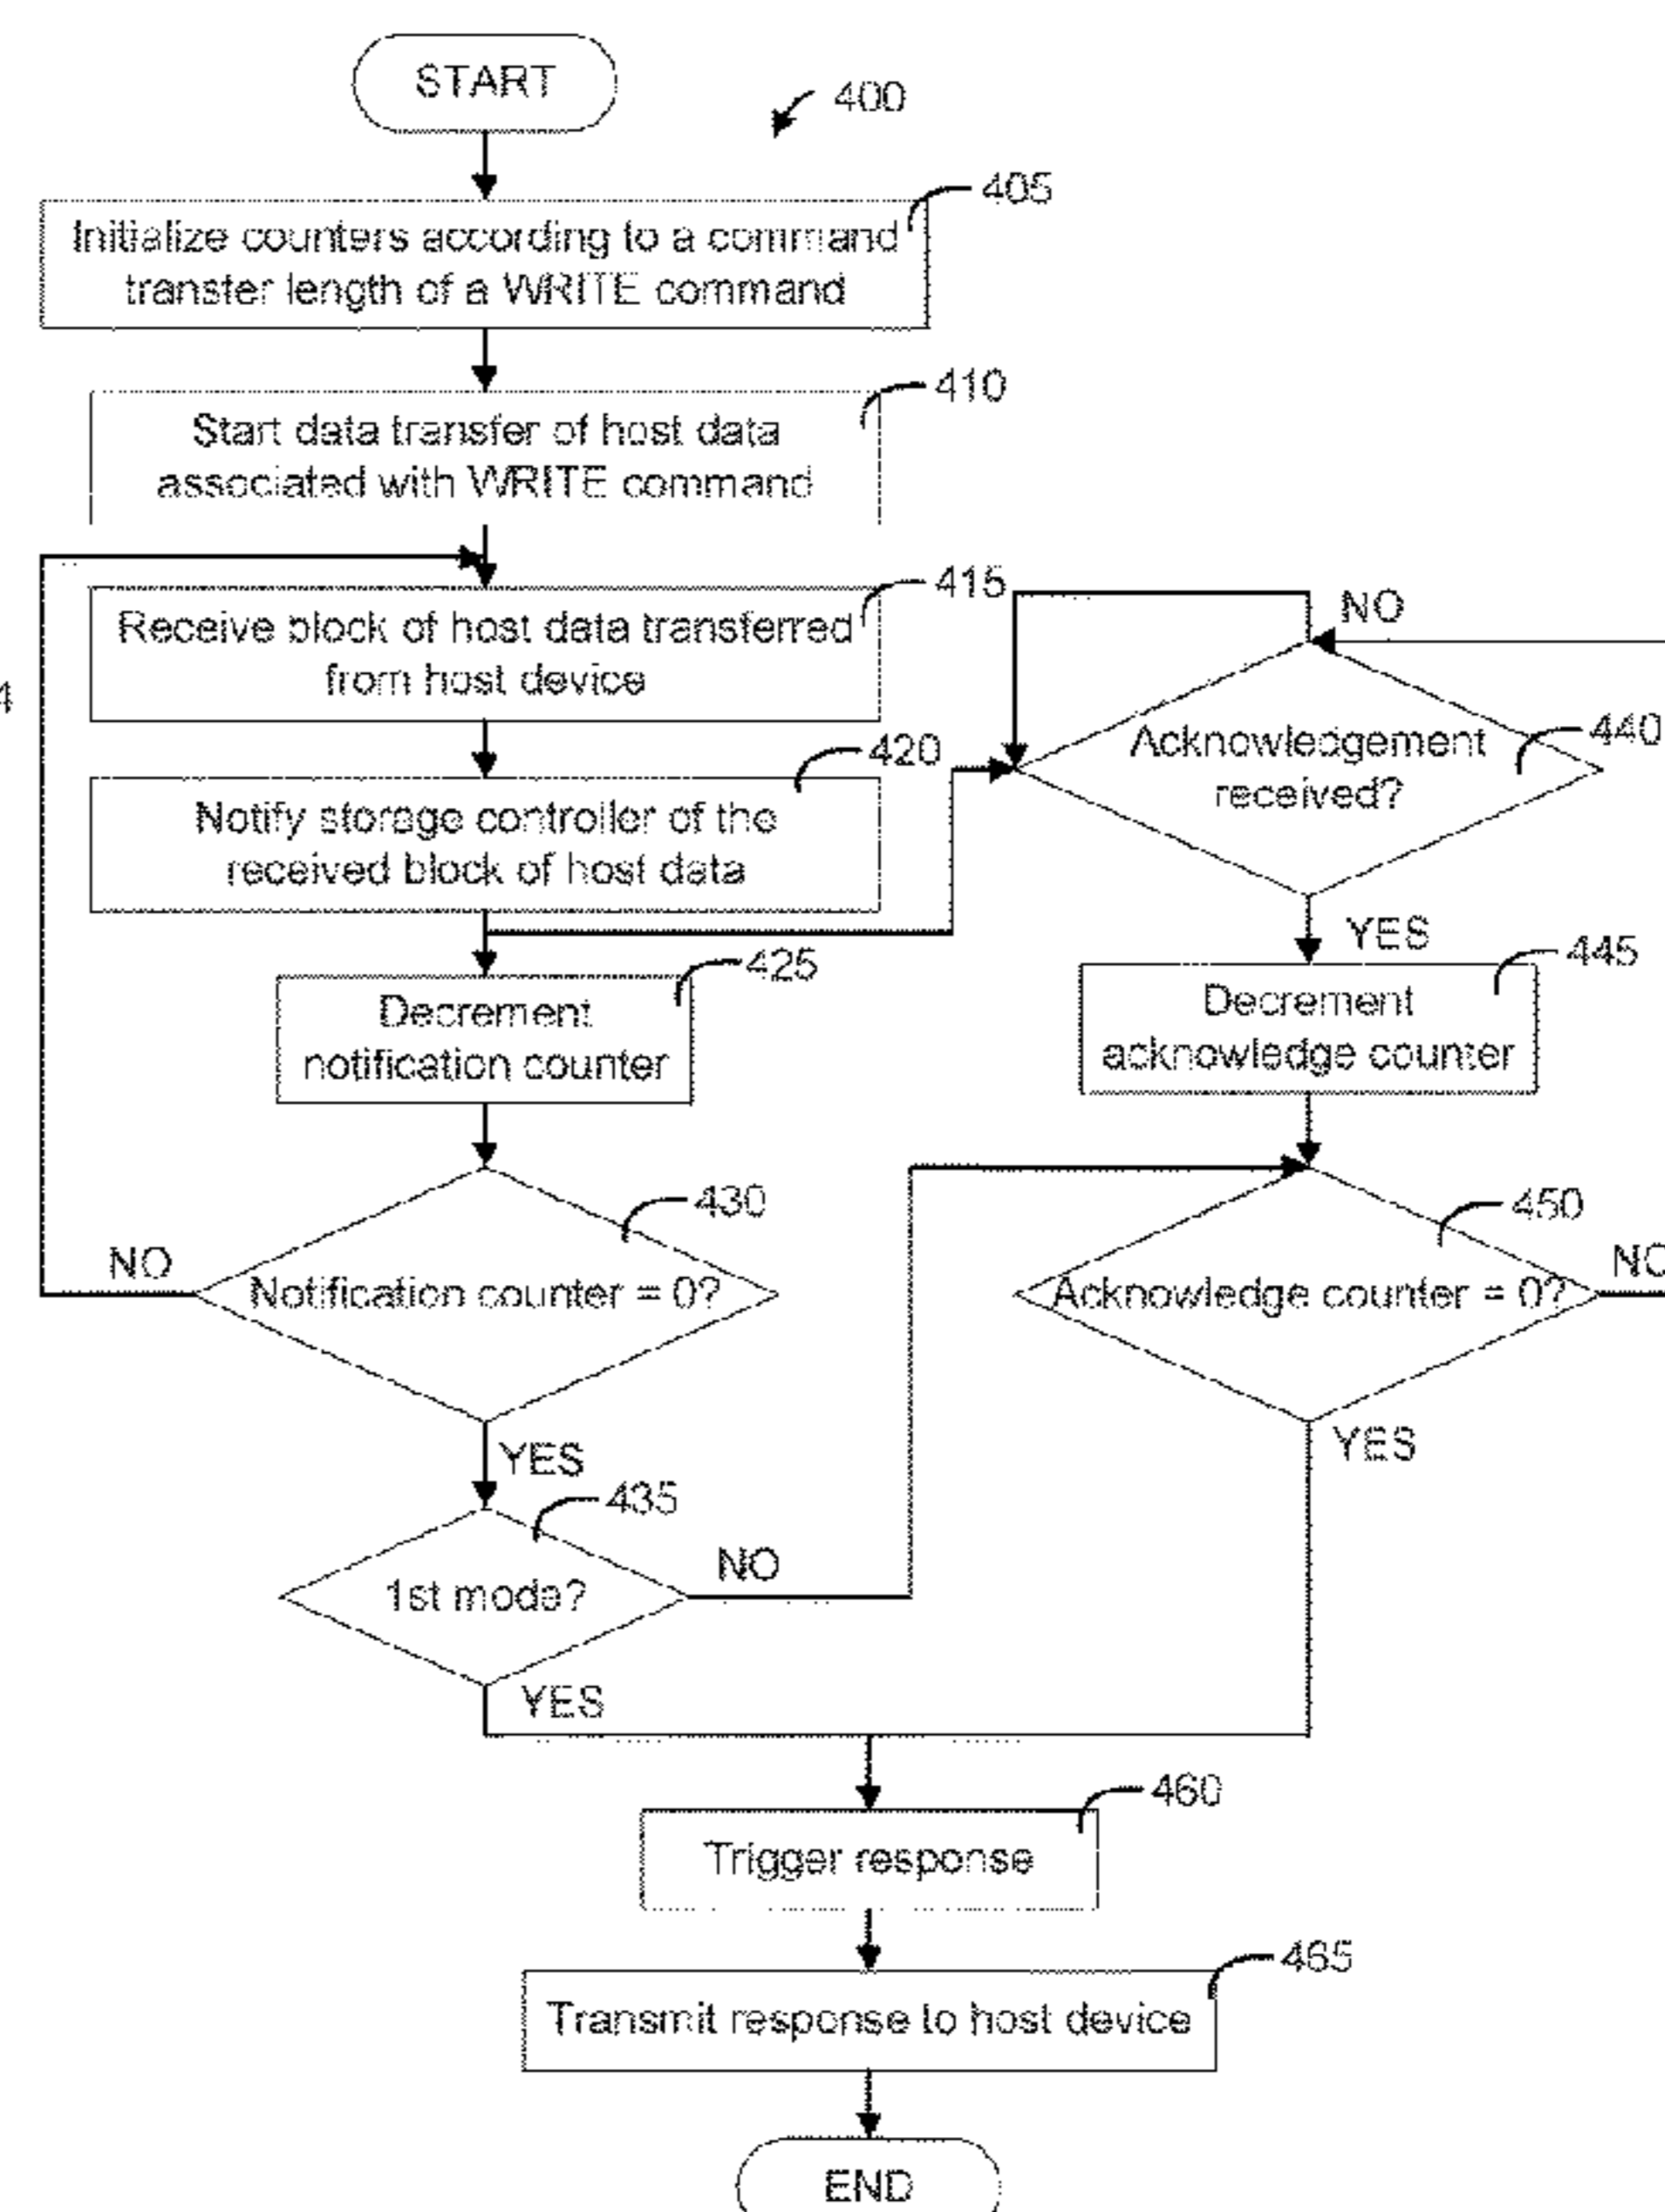 START
400
405
Initialize counters according to a command
transfer length of a WRITE command
410
Start data transfer of host data
associated with WRITE command
415
Receive block of host data transferred
from host device
4
420
Notify storage controller of the
received block of host data
NO
440
Acknowledgement
received?
YES
425
Decrement
notification counter
445
Decrement
acknowledge counter
430
NO
Notification counter = 0?
YES
450
NO
Acknowledge counter = 0?
YES
435
1st mode?
NO
YES
460
Trigger response
465
Transmit response to host device
END